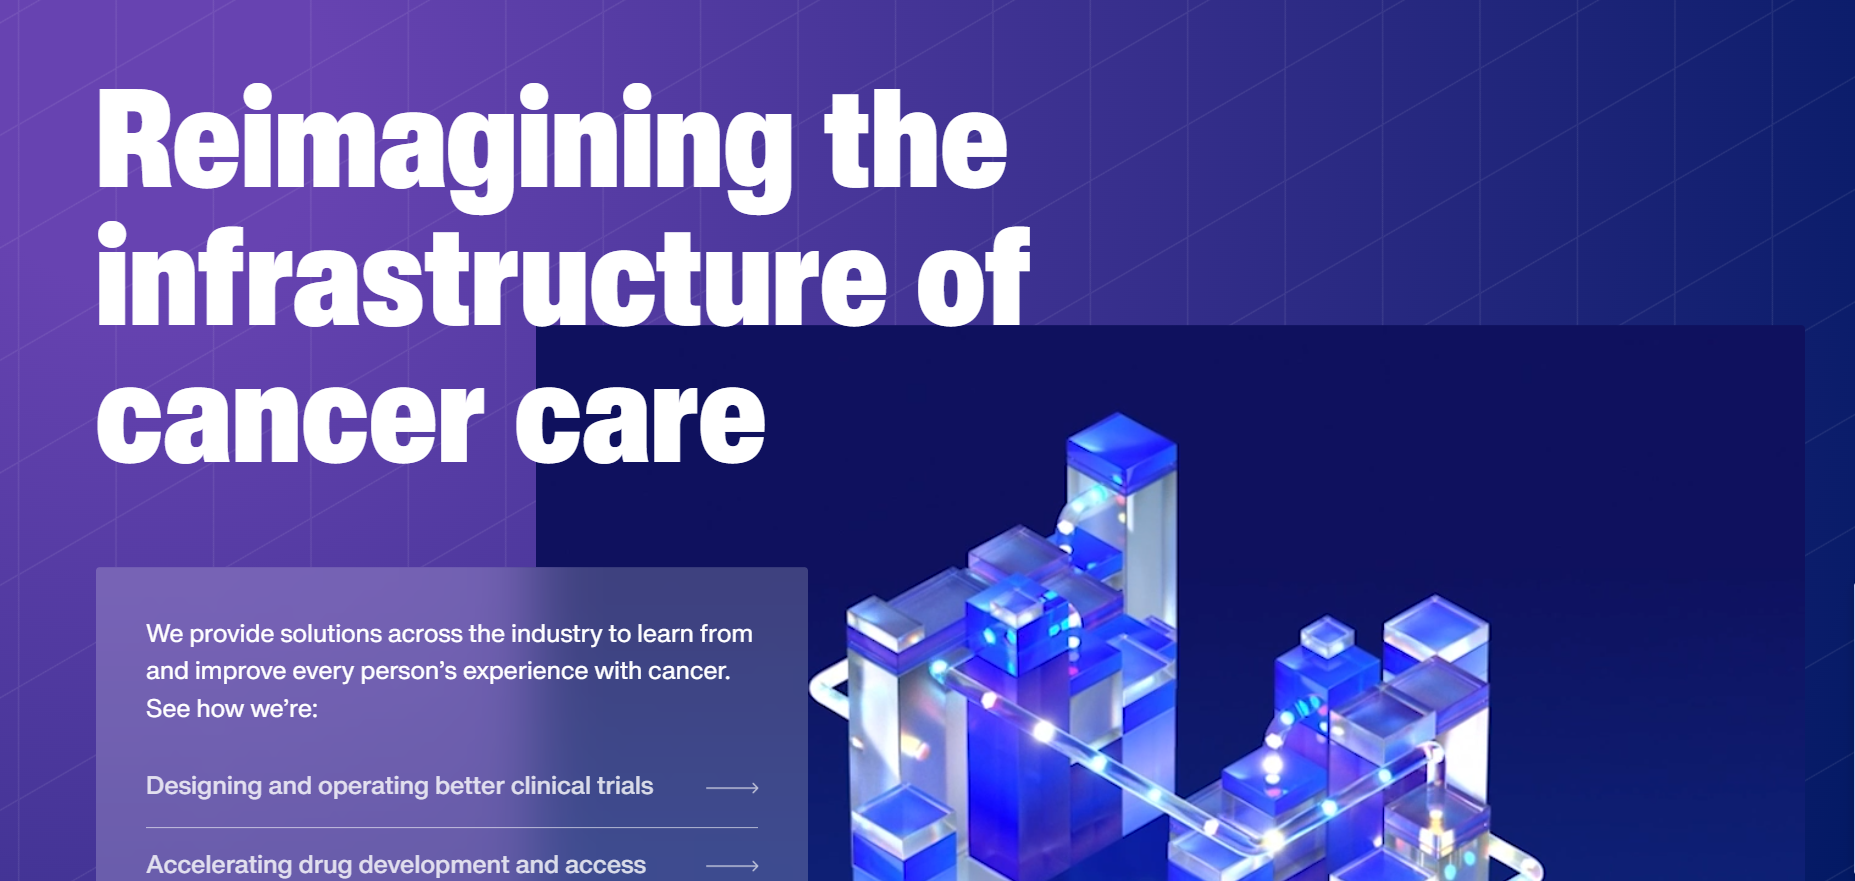 Reimagining the
infrastructure of
cancer care
We provide solutions across the industry to learn from
and improve every person’s experience with cancer.
See how we’re:
Designing and operating better clinical trials
Accelerating drug development and access